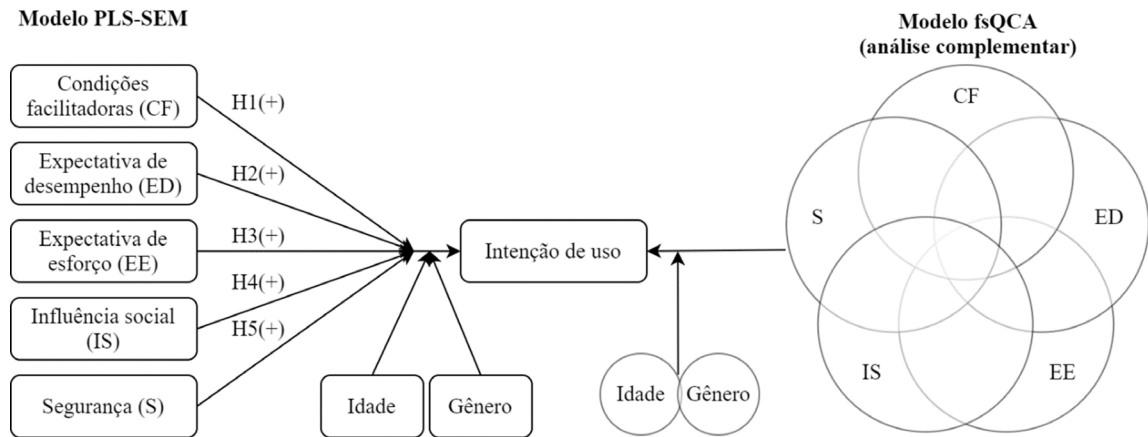 Modelo PLS-SEM
Condições
facilitadoras (CF)
Expectativa de
desempenho (ED)
Expectativa de
esforço (EE)
Influência social
(IS)
Segurança (S)
H1(+)
H2(+)
H3(+)
H4(+)
H5(+)
Idade
Gênero
Intenção de uso
Idade
Gênero
Modelo fsQCA
(análise complementar)
CF
S
ED
IS
EE